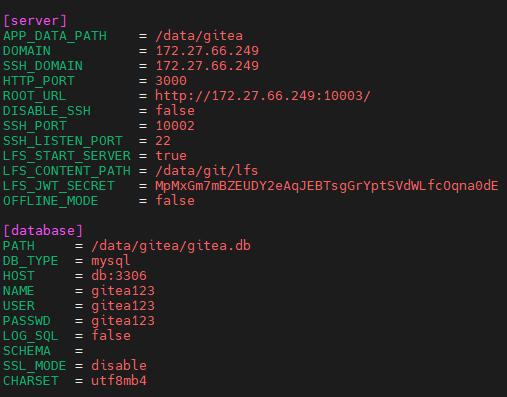 [server]
APP_DATA_PATH    = /data/gitea
DOMAIN           = 172.27.66.249
SSH_DOMAIN       = 172.27.66.249
HTTP_PORT        = 3000
ROOT_URL         = http://172.27.66.249:10003/
DISABLE_SSH      = false
SSH_PORT         = 10002
SSH_LISTEN_PORT  = 22
LFS_START_SERVER = true
LFS_CONTENT_PATH = /data/git/lfs
LFS_JWT_SECRET   = MpMxGm7mBZEUDY2eAqJEBTsgGrYptSVdWLfcOqna0dE
OFFLINE_MODE     = false

[database]
PATH     = /data/gitea/gitea.db
DB_TYPE  = mysql
HOST     = db:3306
NAME     = gitea123
USER     = gitea123
PASSWD   = gitea123
LOG_SQL  = false
SCHEMA   =
SSL_MODE = disable
CHARSET  = utf8mb4